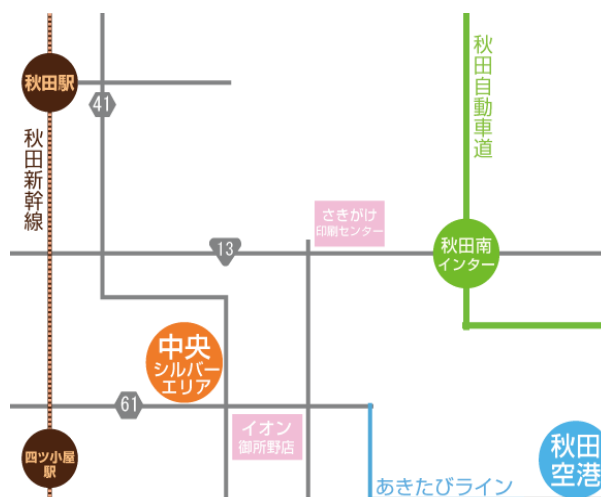 秋田駅
41
秋田自動車道
秋田新幹線
さきがけ
印刷センター
13
秋田南
インター
中央
シルバー
エリア
61
イオン
御所野店
四ツ小屋
駅
秋田
空港
あきたびライン